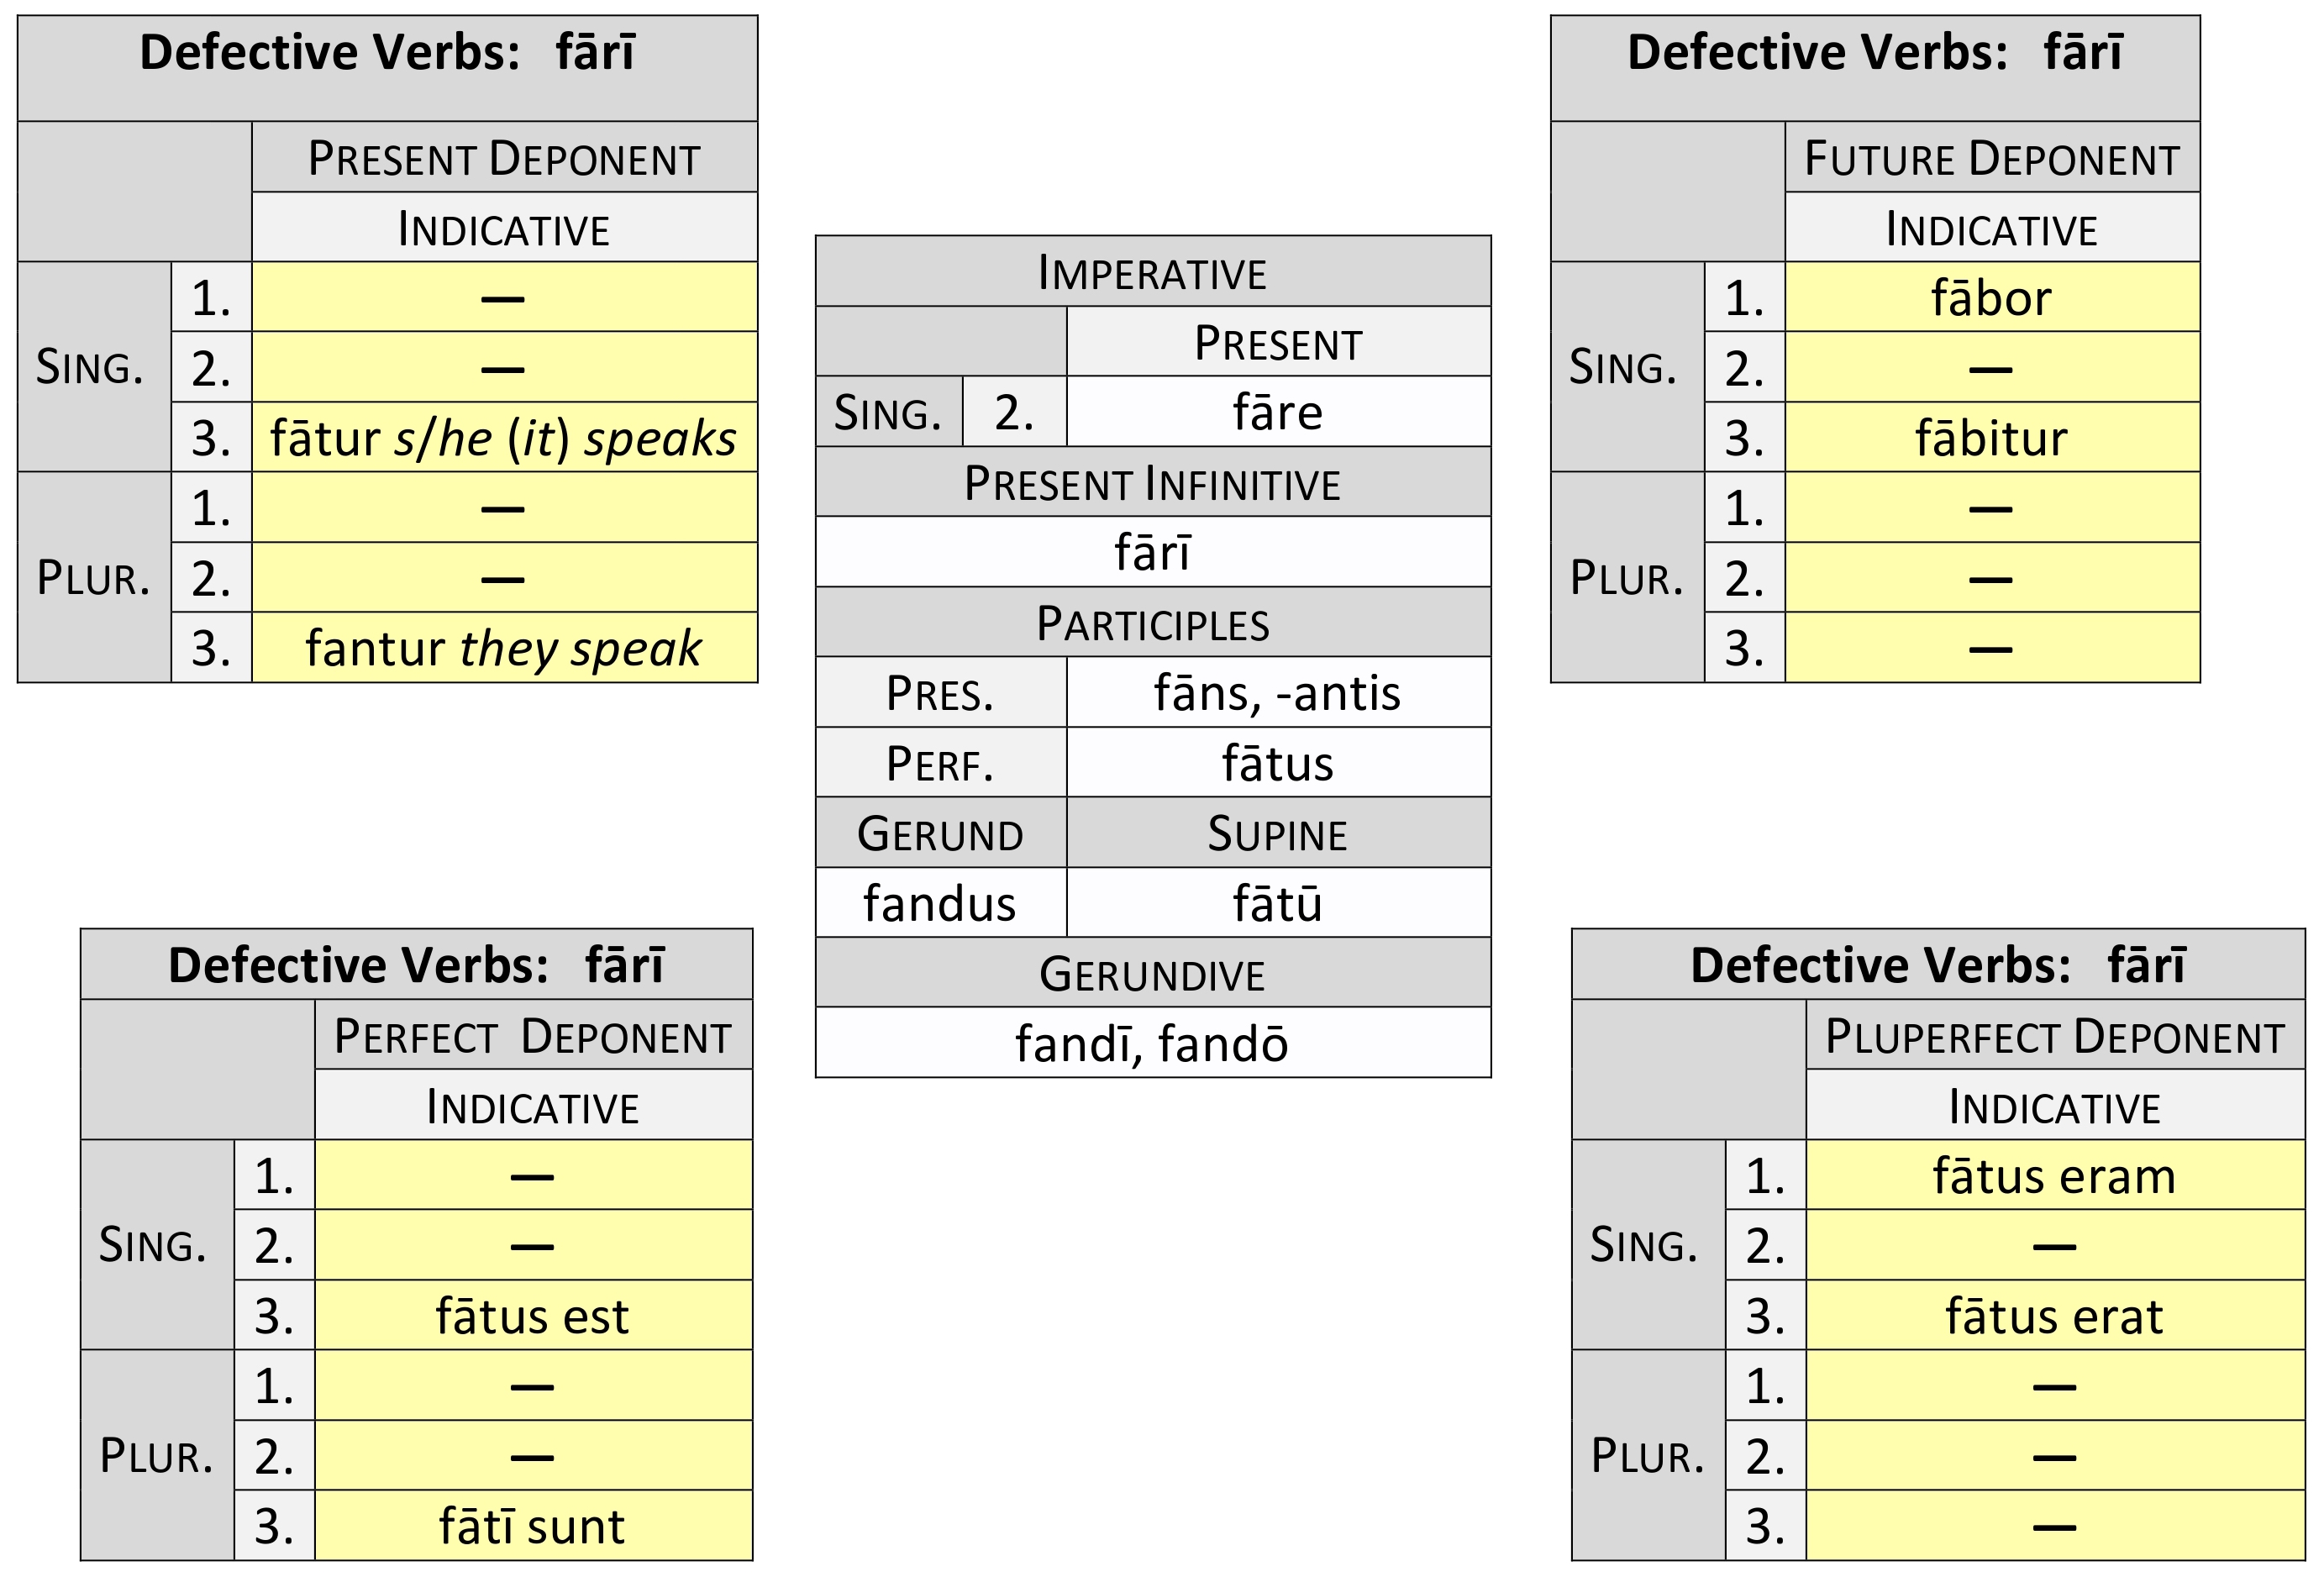 Defective Verbs: fārī
PRESENT DEPONENT
INDICATIVE
SING. 1. —
2. —
3. fātur s/he (it) speaks
PLUR. 1. —
2. —
3. fantur they speak
IMPERATIVE
PRESENT
SING. 2. fāre
PRESENT INFINITIVE
fārī
PARTICIPLES
PRES. fāns, -antis
PERF. fātus
GERUND SUPINE
fandus fātū
GERUNDIVE
fandī, fandō
Defective Verbs: fārī
FUTURE DEPONENT
INDICATIVE
SING. 1. fābor
2. —
3. fābitur
PLUR. 1. —
2. —
3. —
Defective Verbs: fārī
PERFECT DEPONENT
INDICATIVE
SING. 1. —
2. —
3. fātus est
PLUR. 1. —
2. —
3. fātī sunt
Defective Verbs: fārī
PLUPERFECT DEPONENT
INDICATIVE
SING. 1. fātus eram
2. —
3. fātus erat
PLUR. 1. —
2. —
3. —